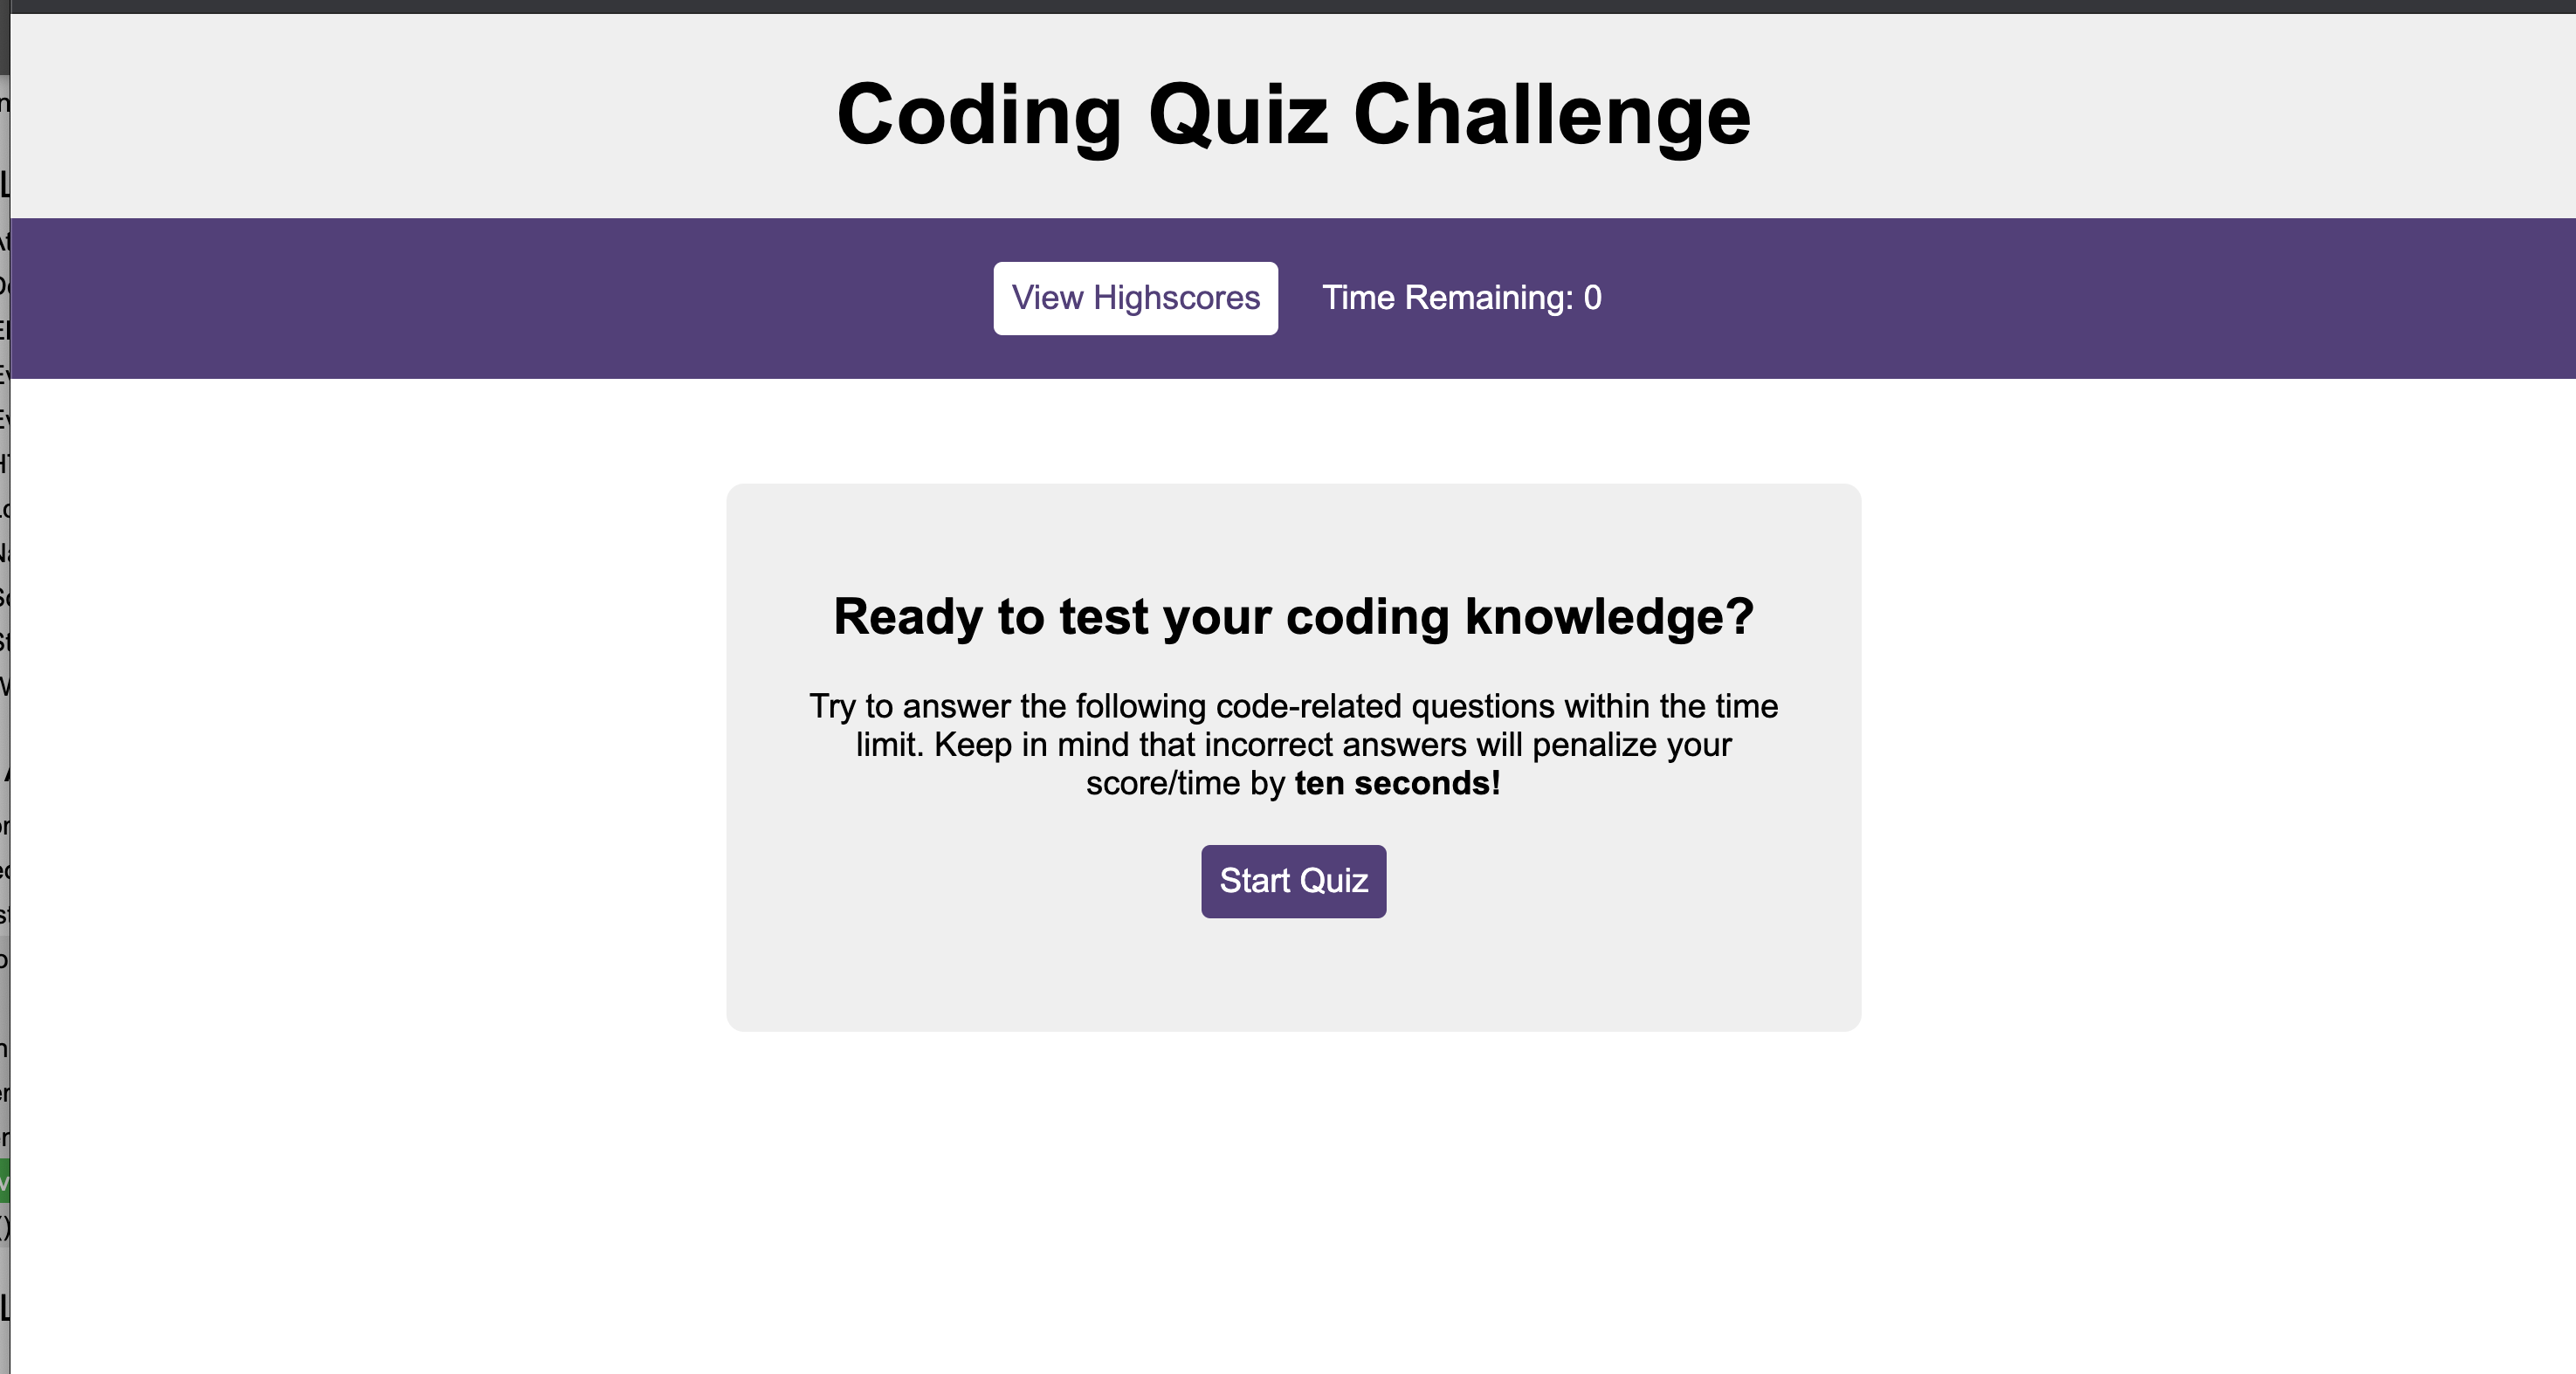 Coding Quiz Challenge
View Highscores
Time Remaining: 0
Ready to test your coding knowledge?
Try to answer the following code-related questions within the time
limit. Keep in mind that incorrect answers will penalize your
score/time by ten seconds!
Start Quiz